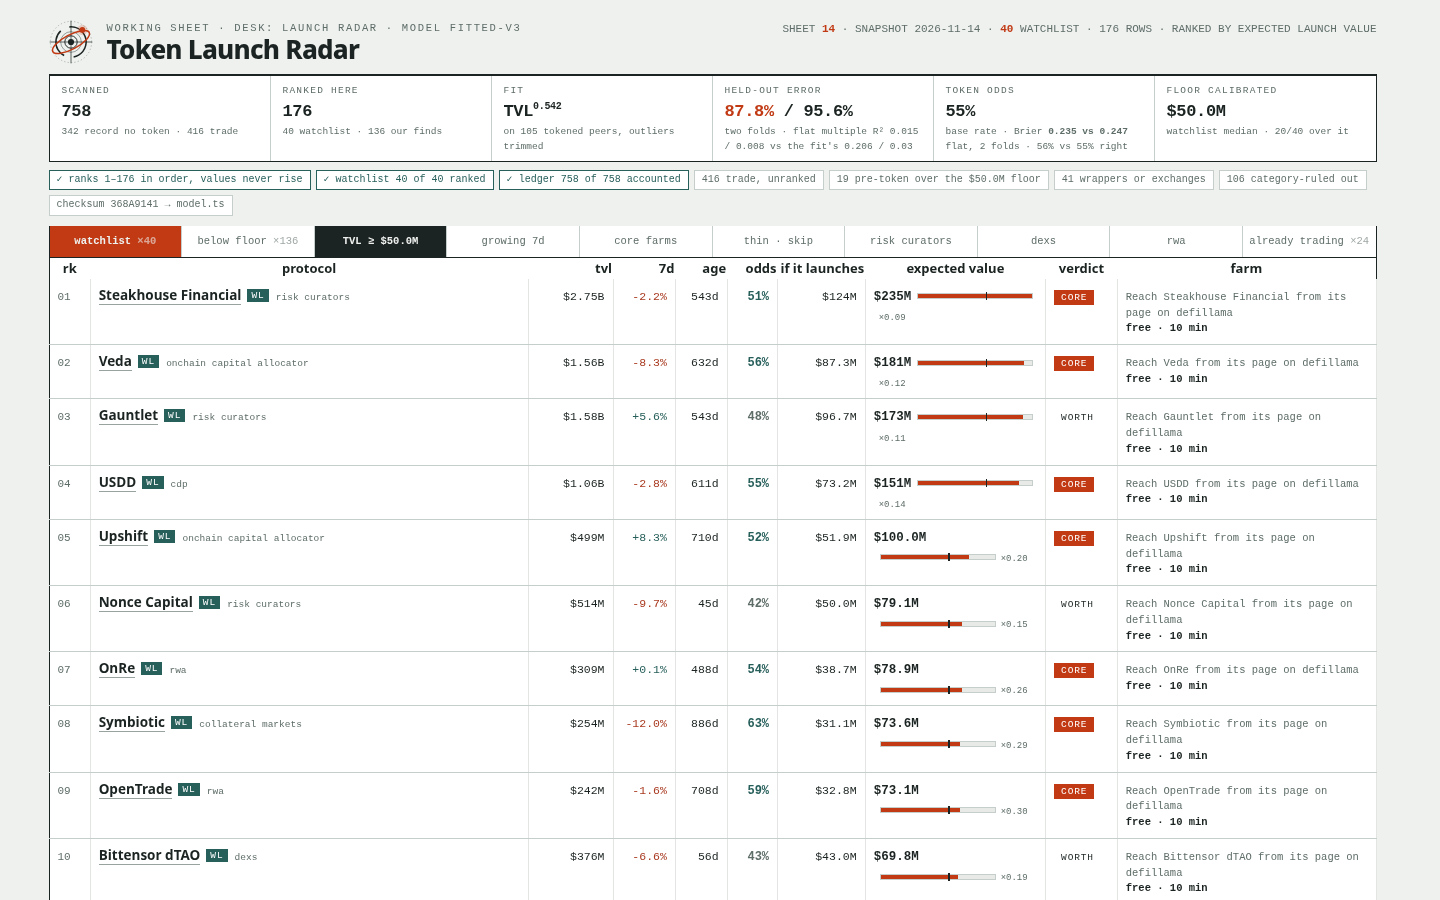 WORKING SHEET · DESK: LAUNCH RADAR · MODEL FITTED-V3
Token Launch Radar
SHEET 14 · SNAPSHOT 2026-11-14 · 40 WATCHLIST · 176 ROWS · RANKED BY EXPECTED LAUNCH VALUE
SCANNED
758
342 record no token · 416 trade
RANKED HERE
176
40 watchlist · 136 our finds
FIT
TVL0.542
on 105 tokened peers, outliers
trimmed
HELD-OUT ERROR
87.8% / 95.6%
two folds · flat multiple R² 0.015
/ 0.008 vs the fit's 0.206 / 0.03
TOKEN ODDS
55%
base rate · Brier 0.235 vs 0.247
flat, 2 folds · 56% vs 55% right
FLOOR CALIBRATED
$50.0M
watchlist median · 20/40 over it
✓ ranks 1–176 in order, values never rise
✓ watchlist 40 of 40 ranked
✓ ledger 758 of 758 accounted
416 trade, unranked
19 pre-token over the $50.0M floor
41 wrappers or exchanges
106 category-ruled out
checksum 368A9141 → model.ts
watchlist ×40
below floor ×136
TVL ≥ $50.0M
growing 7d
core farms
thin · skip
risk curators
dexs
rwa
already trading ×24
rk protocol tvl 7d age odds if it launches expected value verdict farm
01 Steakhouse Financial WL risk curators $2.75B -2.2% 543d 51% $124M $235M ×0.09 CORE
Reach Steakhouse Financial from its
page on defillama
free · 10 min
02 Veda WL onchain capital allocator $1.56B -8.3% 632d 56% $87.3M $181M ×0.12 CORE
Reach Veda from its page on defillama
free · 10 min
03 Gauntlet WL risk curators $1.58B +5.6% 543d 48% $96.7M $173M ×0.11 WORTH
Reach Gauntlet from its page on
defillama
free · 10 min
04 USDD WL cdp $1.06B -2.8% 611d 55% $73.2M $151M ×0.14 CORE
Reach USDD from its page on defillama
free · 10 min
05 Upshift WL onchain capital allocator $499M +8.3% 710d 52% $51.9M $100.0M ×0.20 CORE
Reach Upshift from its page on
defillama
free · 10 min
06 Nonce Capital WL risk curators $514M -9.7% 45d 42% $50.0M $79.1M ×0.15 WORTH
Reach Nonce Capital from its page on
defillama
free · 10 min
07 OnRe WL rwa $309M +0.1% 488d 54% $38.7M $78.9M ×0.26 CORE
Reach OnRe from its page on defillama
free · 10 min
08 Symbiotic WL collateral markets $254M -12.0% 886d 63% $31.1M $73.6M ×0.29 CORE
Reach Symbiotic from its page on
defillama
free · 10 min
09 OpenTrade WL rwa $242M -1.6% 708d 59% $32.8M $73.1M ×0.30 CORE
Reach OpenTrade from its page on
defillama
free · 10 min
10 Bittensor dTAO WL dexs $376M -6.6% 56d 43% $43.0M $69.8M ×0.19 WORTH
Reach Bittensor dTAO from its page on
defillama
free · 10 min